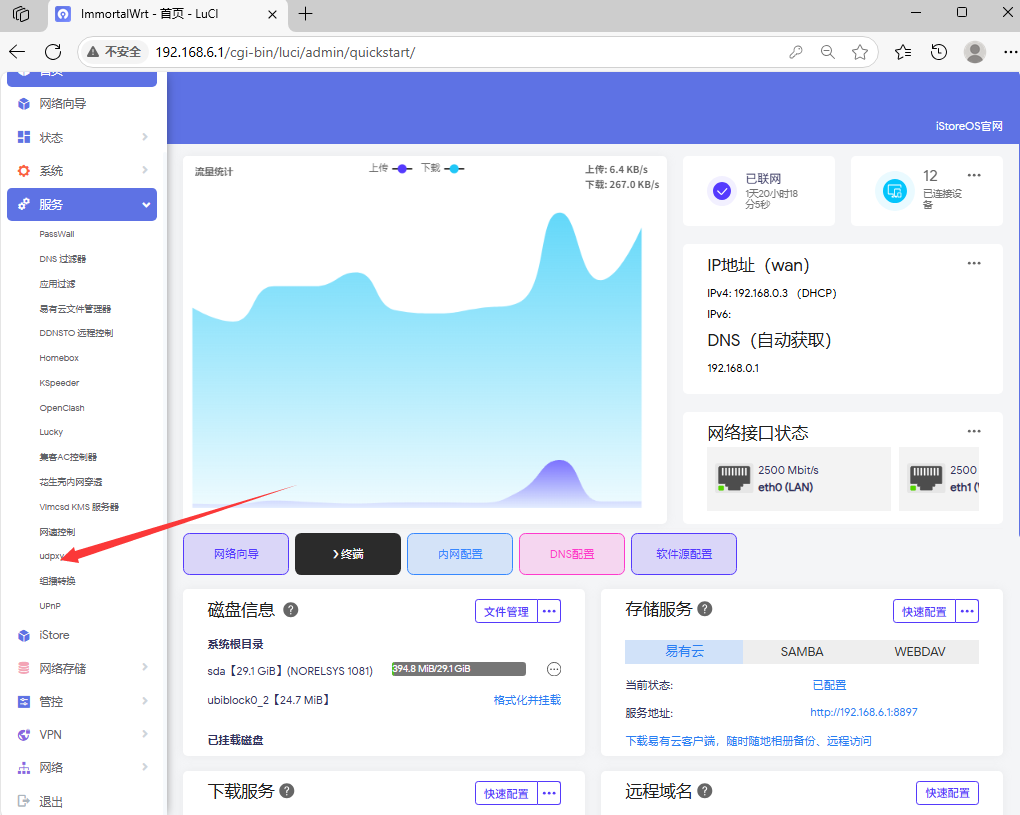 ImmortalWrt - 首页 - LuCI
不安全 192.168.6.1/cgi-bin/luci/admin/quickstart/
首页
网络向导
状态
系统
服务
PassWall
DNS 过滤器
应用过滤
易有云文件管理器
DDNSTO 远程控制
Homebox
KSpeeder
OpenClash
Lucky
集客AC控制器
花生壳内网穿透
Vlmcsd KMS 服务器
网速控制
udpxy
组播转换
UPnP
iStore
网络存储
管控
VPN
网络
退出
iStoreOS官网
流量统计
上传 下载
上传: 6.4 KB/s
下载: 267.0 KB/s
已联网
1天20小时18
分5秒
12
已连接设
备
IP地址（wan）
IPv4: 192.168.0.3 （DHCP）
IPv6:
DNS（自动获取）
192.168.0.1
网络接口状态
2500 Mbit/s
eth0 (LAN)
2500
eth1 (
网络向导
终端
内网配置
DNS配置
软件源配置
磁盘信息
文件管理
系统根目录
sda【29.1 GiB】(NORELSYS 1081) 394.8 MiB/29.1 GiB
ubiblock0_2【24.7 MiB】 格式化并挂载
已挂载磁盘
存储服务
快速配置
易有云 SAMBA WEBDAV
当前状态: 已配置
服务地址: http://192.168.6.1:8897
下载易有云客户端，随时随地相册备份、远程访问
下载服务
快速配置
远程域名
快速配置